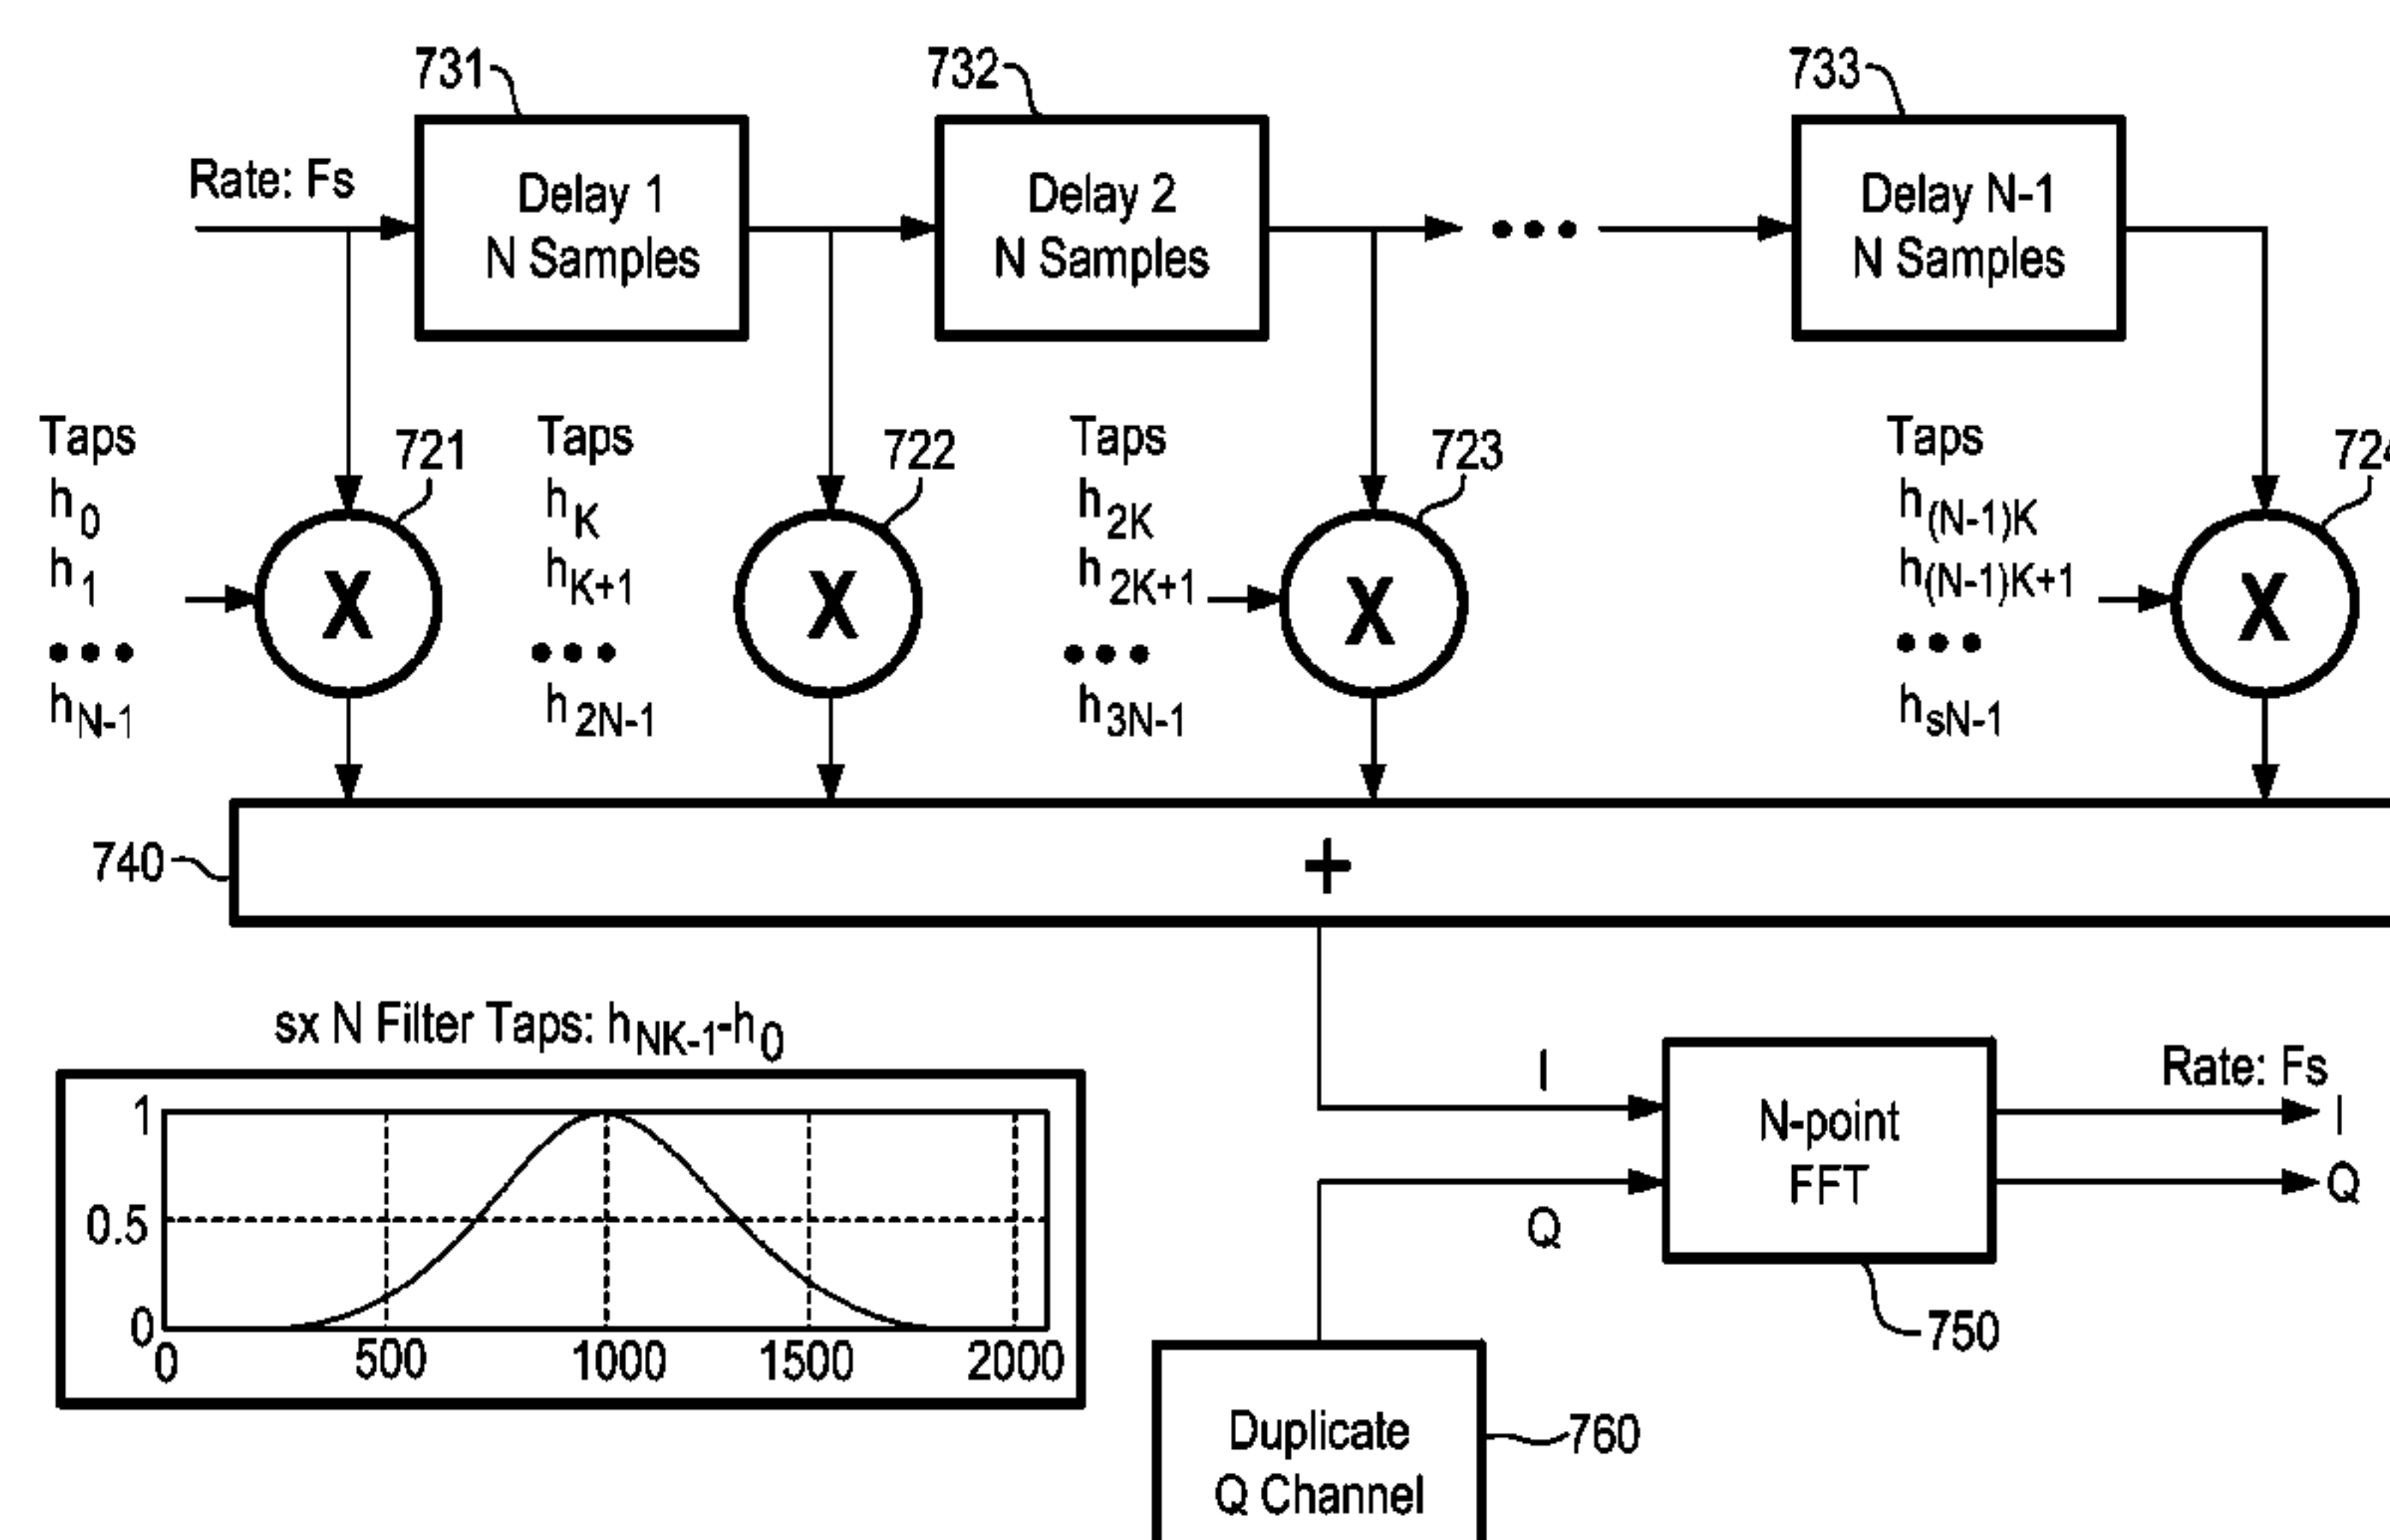 731
732
733
Rate: Fs
Delay 1
N Samples
Delay 2
N Samples
Delay N-1
N Samples
Taps
h0
h1
•••
hN-1
721
Taps
hK
hK+1
•••
h2N-1
722
Taps
h2K
h2K+1
•••
h3N-1
723
Taps
h(N-1)K
h(N-1)K+1
•••
hsN-1
X
X
X
X
740
+
sx N Filter Taps: hNK-1-h0
1
0.5
0
0
500
1000
1500
2000
I
Q
N-point
FFT
Rate: Fs
I
Q
750
Duplicate
Q Channel
760